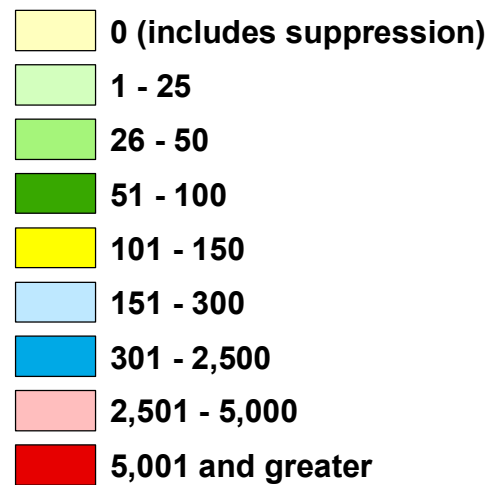 0 (includes suppression)
1 - 25
26 - 50
51 - 100
101 - 150
151 - 300
301 - 2,500
2,501 - 5,000
5,001 and greater